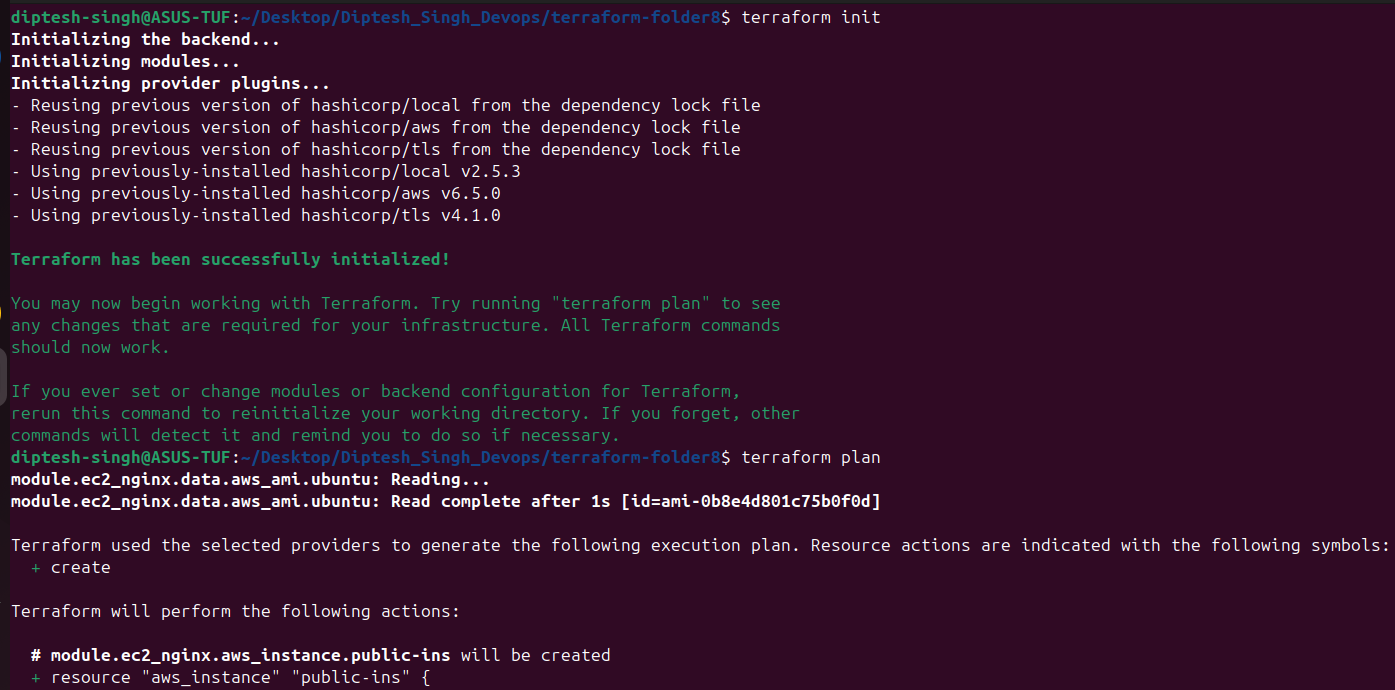 diptesh-singh@ASUS-TUF:~/Desktop/Diptesh_Singh_Devops/terraform-folder8$ terraform init
Initializing the backend...
Initializing modules...
Initializing provider plugins...
- Reusing previous version of hashicorp/local from the dependency lock file
- Reusing previous version of hashicorp/aws from the dependency lock file
- Reusing previous version of hashicorp/tls from the dependency lock file
- Using previously-installed hashicorp/local v2.5.3
- Using previously-installed hashicorp/aws v6.5.0
- Using previously-installed hashicorp/tls v4.1.0
Terraform has been successfully initialized!
You may now begin working with Terraform. Try running "terraform plan" to see
any changes that are required for your infrastructure. All Terraform commands
should now work.
If you ever set or change modules or backend configuration for Terraform,
rerun this command to reinitialize your working directory. If you forget, other
commands will detect it and remind you to do so if necessary.
diptesh-singh@ASUS-TUF:~/Desktop/Diptesh_Singh_Devops/terraform-folder8$ terraform plan
module.ec2_nginx.data.aws_ami.ubuntu: Reading...
module.ec2_nginx.data.aws_ami.ubuntu: Read complete after 1s [id=ami-0b8e4d801c75b0f0d]
Terraform used the selected providers to generate the following execution plan. Resource actions are indicated with the following symbols:
+ create
Terraform will perform the following actions:
# module.ec2_nginx.aws_instance.public-ins will be created
+ resource "aws_instance" "public-ins" {